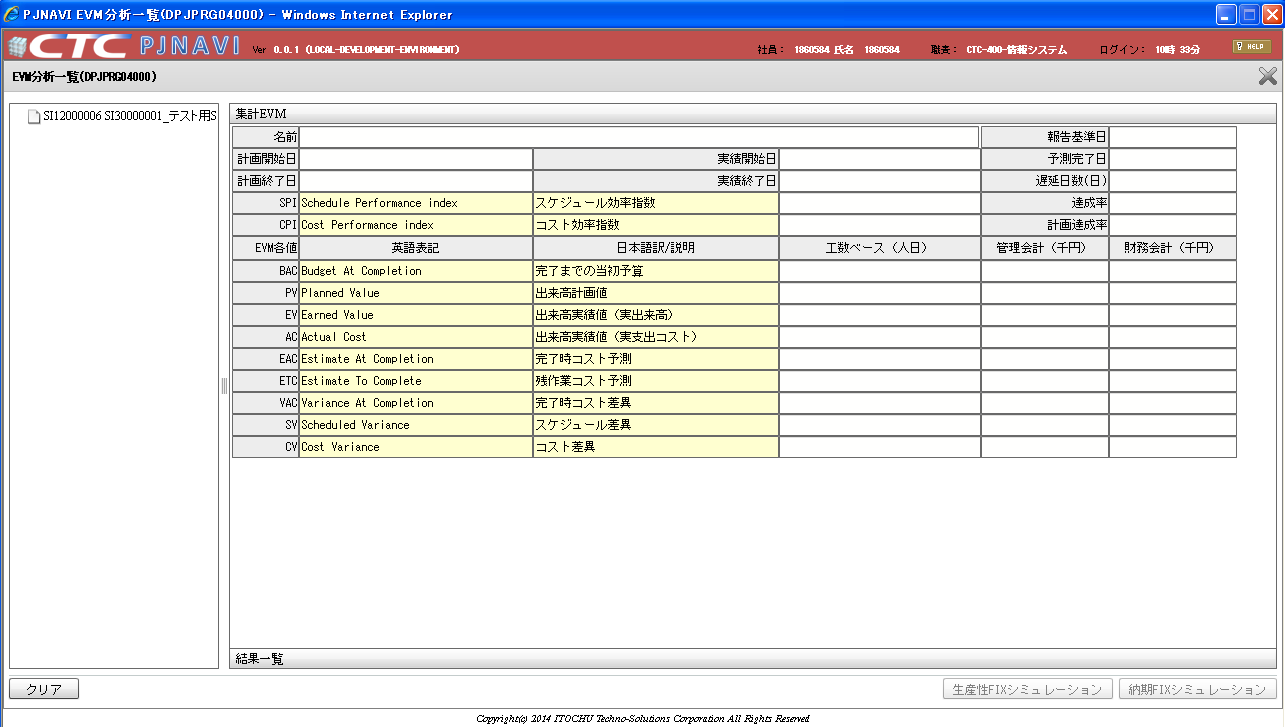 PJNAVI EVM分析一覧(DPJPRG04000) - Windows Internet Explorer
CTC PJNAVI Ver 0.0.1 (LOCAL-DEVELOPMENT-ENVIRONMENT) 社員： 1860584 氏名 1860584 職責： CTC-400-情報システム ログイン： 10時 33分 ? HELP
EVM分析一覧(DPJPRG04000)
SI12000006 SI30000001_テスト用S
集計EVM
名前 報告基準日
計画開始日 実績開始日 予測完了日
計画終了日 実績終了日 遅延日数(日)
SPI Schedule Performance index スケジュール効率指数 達成率
CPI Cost Performance index コスト効率指数 計画達成率
EVM各値 英語表記 日本語訳/説明 工数ベース（人日） 管理会計（千円） 財務会計（千円）
BAC Budget At Completion 完了までの当初予算
PV Planned Value 出来高計画値
EV Earned Value 出来高実績値（実出来高）
AC Actual Cost 出来高実績値（実支出コスト）
EAC Estimate At Completion 完了時コスト予測
ETC Estimate To Complete 残作業コスト予測
VAC Variance At Completion 完了時コスト差異
SV Scheduled Variance スケジュール差異
CV Cost Variance コスト差異
結果一覧
クリア 生産性FIXシミュレーション 納期FIXシミュレーション
Copyright(c) 2014 ITOCHU Techno-Solutions Corporation All Rights Reserved